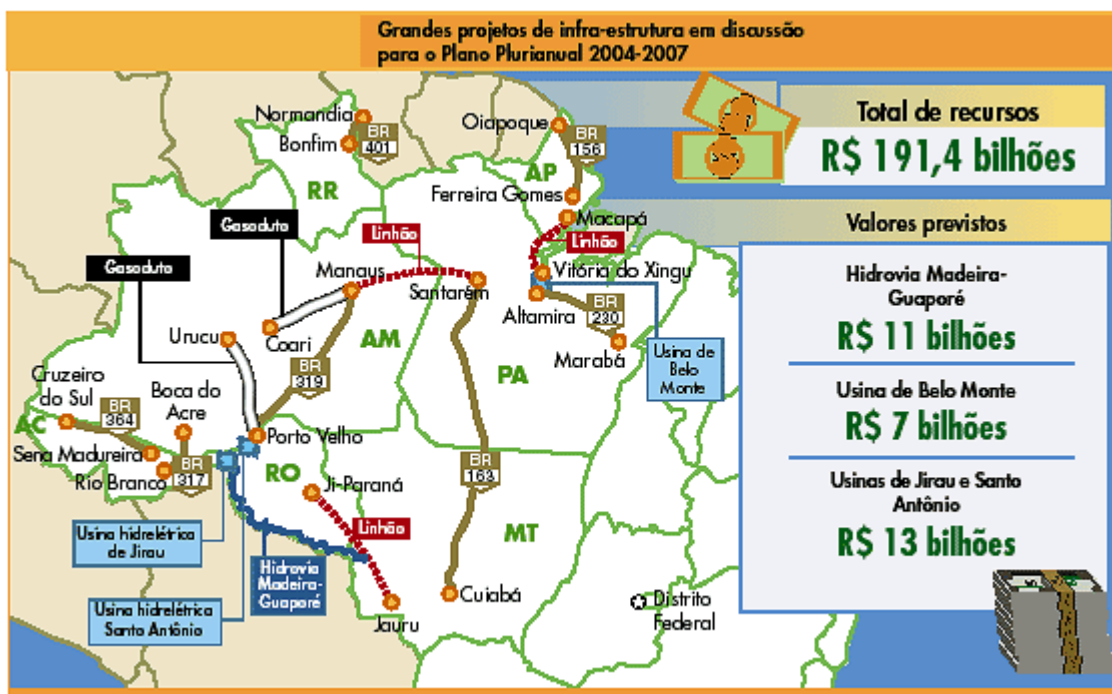 Grandes projetos de infra-estrutura em discussão
para o Plano Plurianual 2004-2007
Total de recursos
R$ 191,4 bilhões
Valores previstos
Hidrovia Madeira-
Guaporé
R$ 11 bilhões
Usina de Belo Monte
R$ 7 bilhões
Usinas de Jirau e Santo
Antônio
R$ 13 bilhões
Normandia
Bonfim
BR
401
RR
Oiapoque
BR
156
AP
Ferreira Gomes
Macapá
Linhão
Vitória do Xingu
Altamira
BR
230
Marabá
Usina de
Belo
Monte
Gasoduto
Gasoduto
Linhão
Manaus
Santarém
Urucu
Coari
AM
PA
BR
319
Cruzeiro
do Sul
Boca do
Acre
AC
BR
364
Sena Madureira
Rio Branco
BR
317
Porto Velho
RO
Ji-Paraná
BR
163
MT
Linhão
Usina hidrelétrica
de Jirau
Hidrovia
Madeira-
Guaporé
Usina hidrelétrica
Santo Antônio
Jauru
Cuiabá
Distrito
Federal